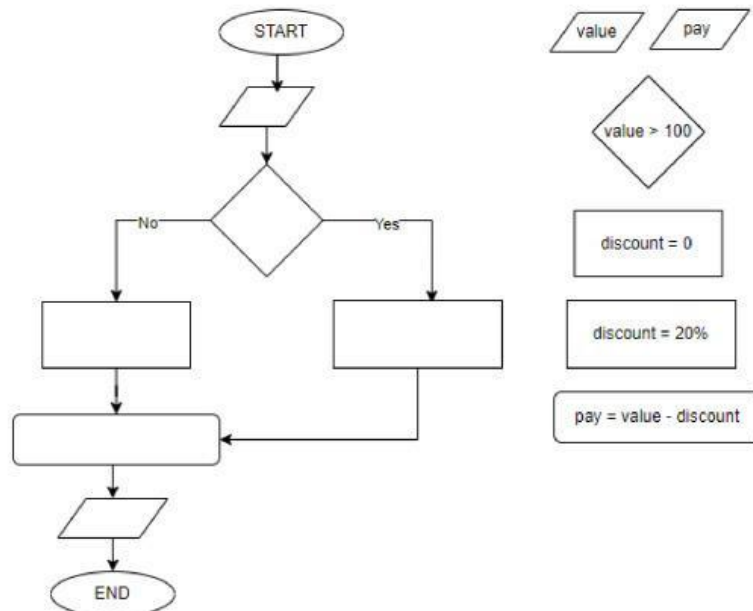 START
No
Yes
END
value
pay
value > 100
discount = 0
discount = 20%
pay = value - discount